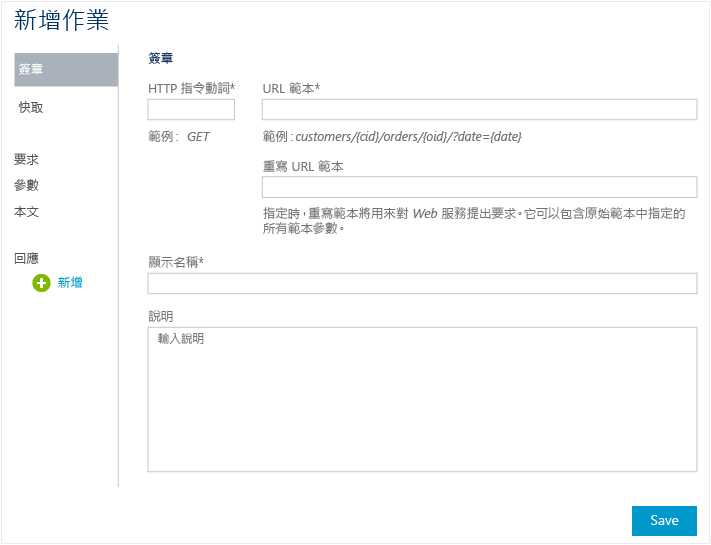 新增作業
簽章
快取
要求
參數
本文
回應
新增
簽章
HTTP 指令動詞* URL 範本*
範例： GET 範例：customers/{cid}/orders/{oid}/?date={date}
重寫 URL 範本
指定時，重寫範本將用來對 Web 服務提出要求。它可以包含原始範本中指定的
所有範本參數。
顯示名稱*
說明
輸入說明
Save